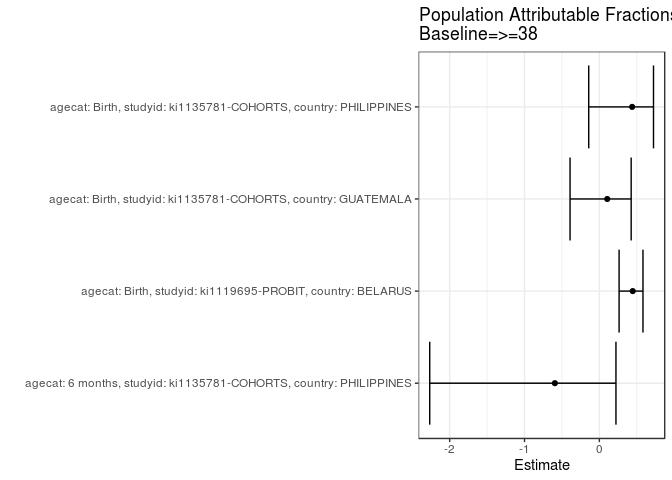 Population Attributable Fractions
Baseline=>=38
agecat: Birth, studyid: ki1135781-COHORTS, country: PHILIPPINES
agecat: Birth, studyid: ki1135781-COHORTS, country: GUATEMALA
agecat: Birth, studyid: ki1119695-PROBIT, country: BELARUS
agecat: 6 months, studyid: ki1135781-COHORTS, country: PHILIPPINES
-2 -1 0
Estimate